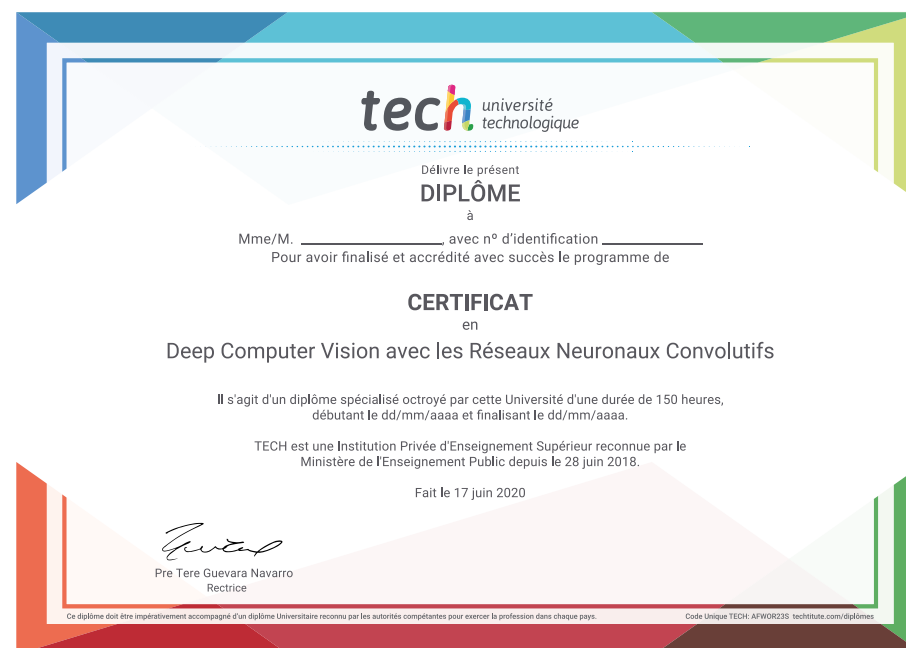 tech université
technologique
Délivre le présent
DIPLÔME
à
Mme/M. ____________________, avec nº d'identification ______________
Pour avoir finalisé et accrédité avec succès le programme de
CERTIFICAT
en
Deep Computer Vision avec les Réseaux Neuronaux Convolutifs
Il s'agit d'un diplôme spécialisé octroyé par cette Université d'une durée de 150 heures,
débutant le dd/mm/aaaa et finalisant le dd/mm/aaaa.
TECH est une Institution Privée d'Enseignement Supérieur reconnue par le
Ministère de l'Enseignement Public depuis le 28 juin 2018.
Fait le 17 juin 2020
Pre Tere Guevara Navarro
Rectrice
Ce diplôme doit être impérativement accompagné d'un diplôme Universitaire reconnu par les autorités compétantes pour exercer la profession dans chaque pays.
Code Unique TECH: AFWOR23S techtitute.com/diplômes